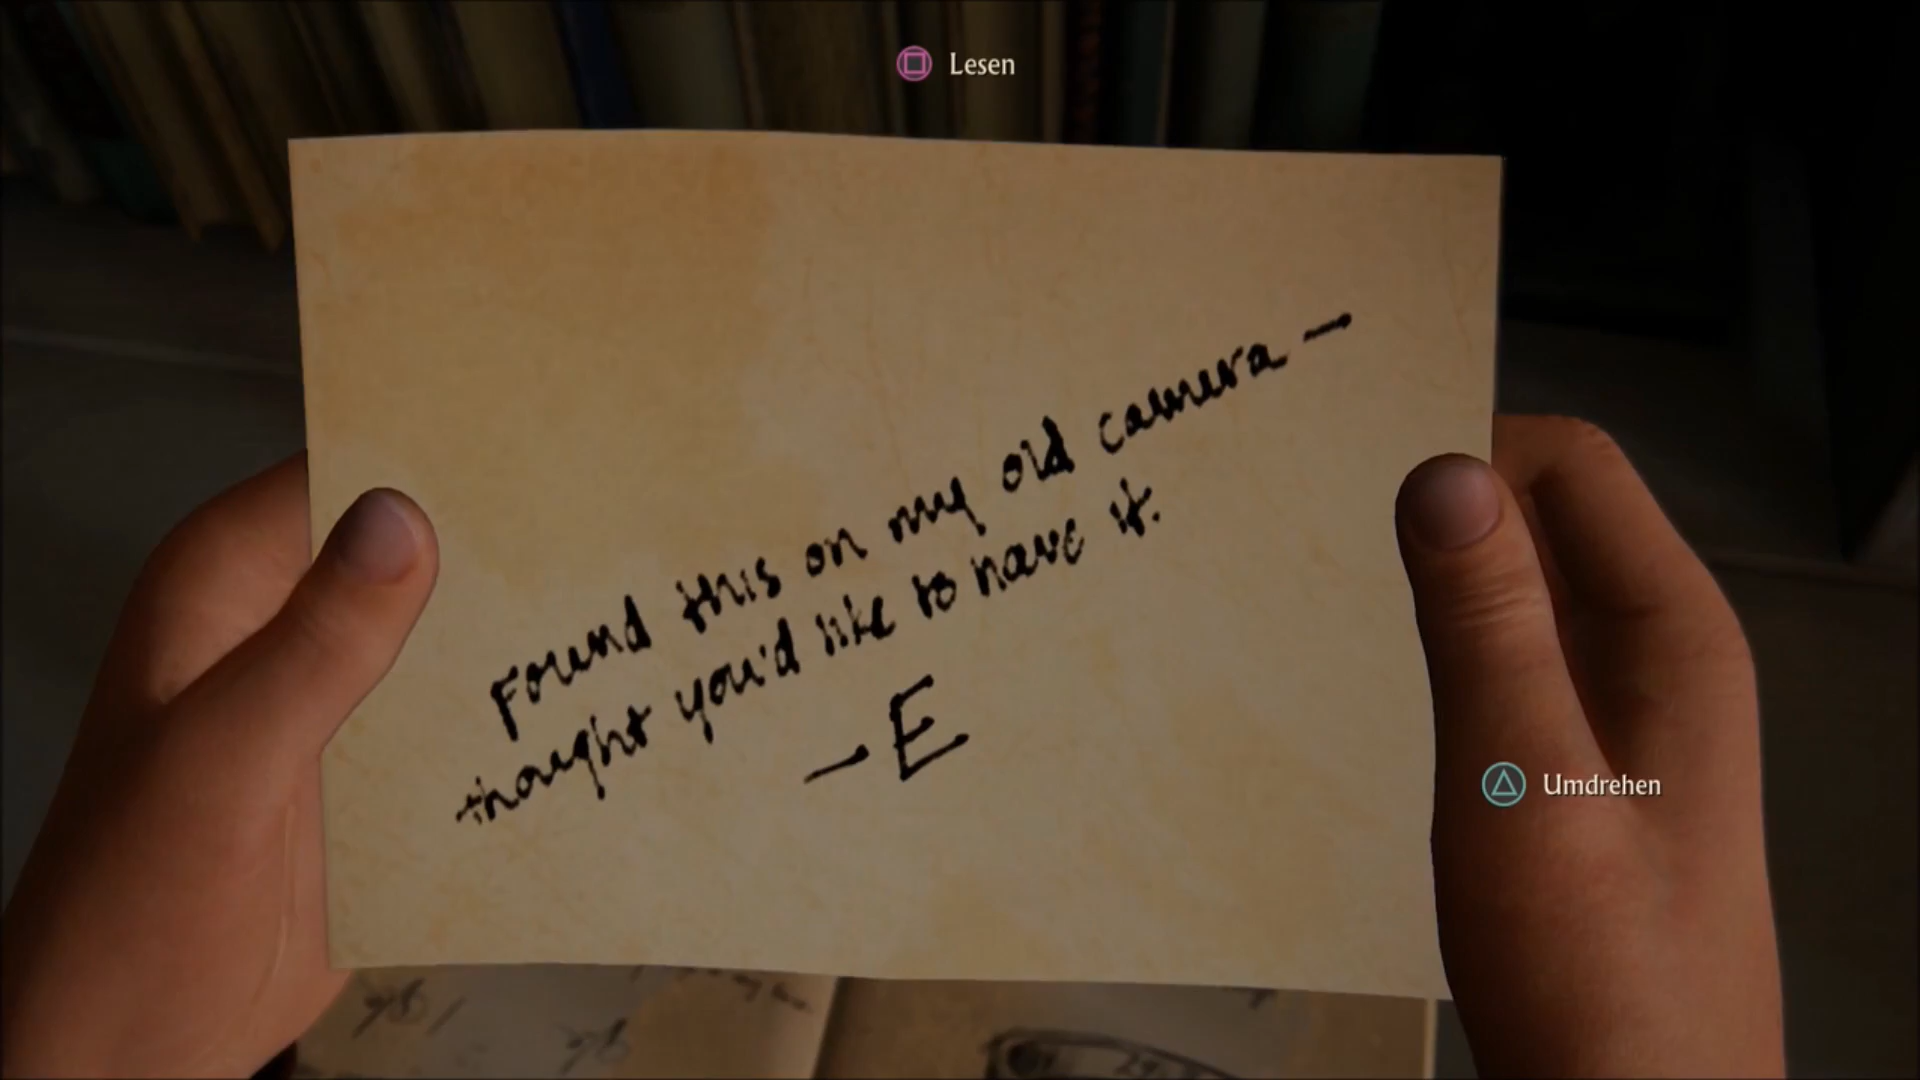 Lesen
Found this on my old camera —
thought you'd like to have it.
— E
Umdrehen